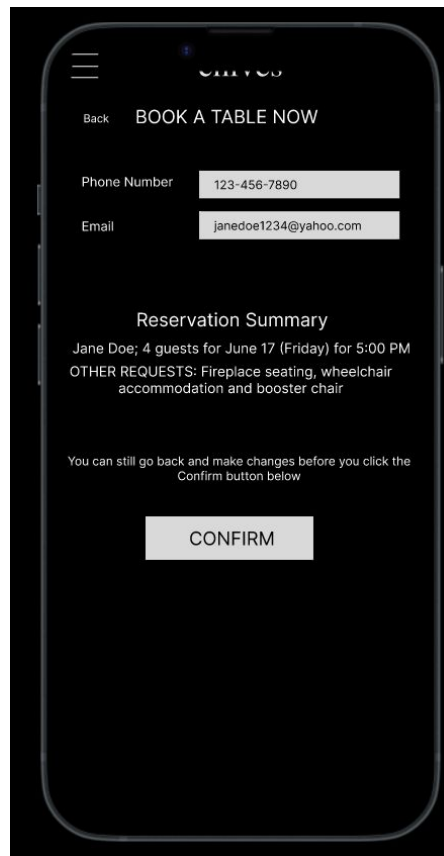 Back BOOK A TABLE NOW
Phone Number 123-456-7890
Email janedoe1234@yahoo.com
Reservation Summary
Jane Doe; 4 guests for June 17 (Friday) for 5:00 PM
OTHER REQUESTS: Fireplace seating, wheelchair
accommodation and booster chair
You can still go back and make changes before you click the
Confirm button below
CONFIRM